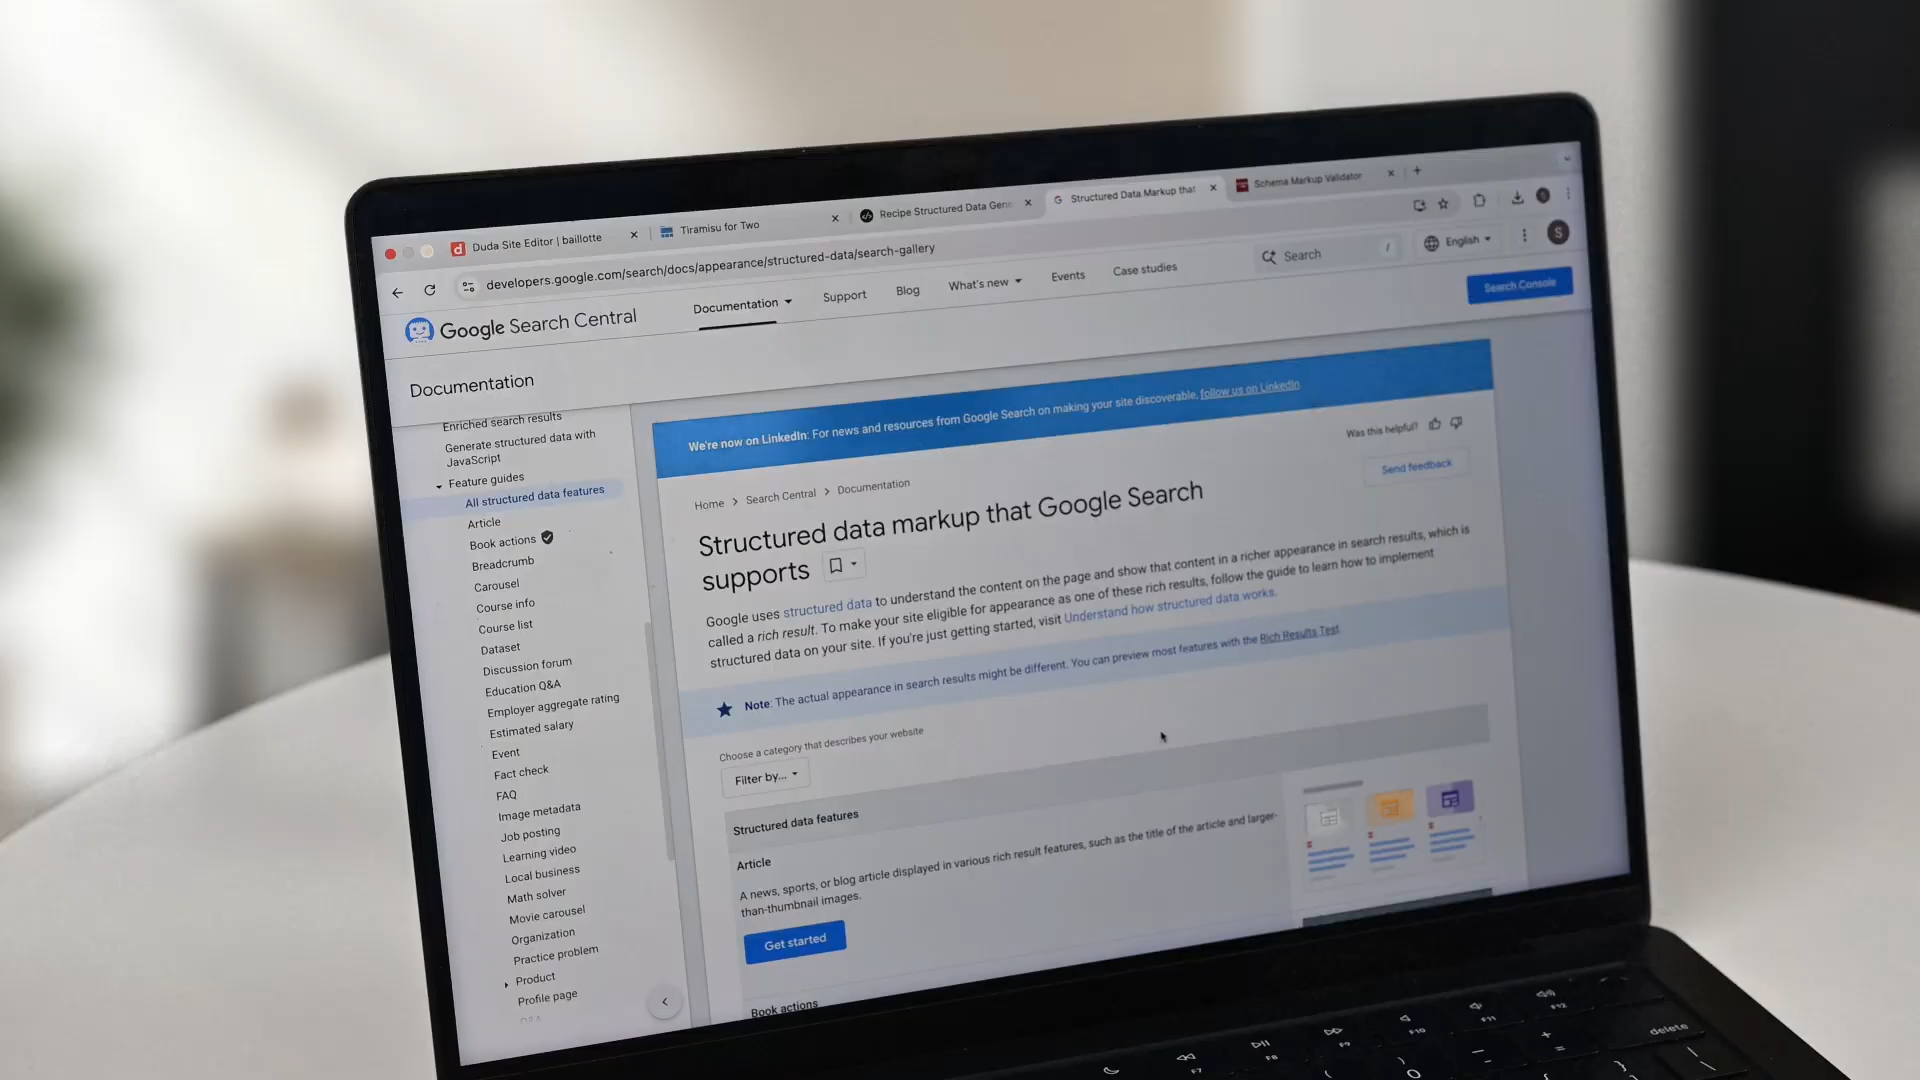 Duda Site Editor | baillotte
Tiramisu for Two
Recipe Structured Data Gene
Structured Data Markup that
Schema Markup Validator
developers.google.com/search/docs/appearance/structured-data/search-gallery
Google Search Central
Documentation
Support
Blog
What's new
Events
Case studies
Search
/
English
S
Search Console
Documentation
We're now on LinkedIn: For news and resources from Google Search on making your site discoverable, follow us on LinkedIn.
Enriched search results
Generate structured data with
JavaScript
Feature guides
All structured data features
Article
Book actions
Breadcrumb
Carousel
Course info
Course list
Dataset
Discussion forum
Education Q&A
Employer aggregate rating
Estimated salary
Event
Fact check
FAQ
Image metadata
Job posting
Learning video
Local business
Math solver
Movie carousel
Organization
Practice problem
Product
Profile page
Q&A
Was this helpful?
Send feedback
Home > Search Central > Documentation
Structured data markup that Google Search
supports
Google uses structured data to understand the content on the page and show that content in a richer appearance in search results, which is
called a rich result. To make your site eligible for appearance as one of these rich results, follow the guide to learn how to implement
structured data on your site. If you're just getting started, visit Understand how structured data works.
Note: The actual appearance in search results might be different. You can preview most features with the Rich Results Test.
Choose a category that describes your website
Filter by...
Structured data features
Article
A news, sports, or blog article displayed in various rich result features, such as the title of the article and larger-
than-thumbnail images.
Get started
Book actions
F7
F8
F9
F10
F11
F12
delete